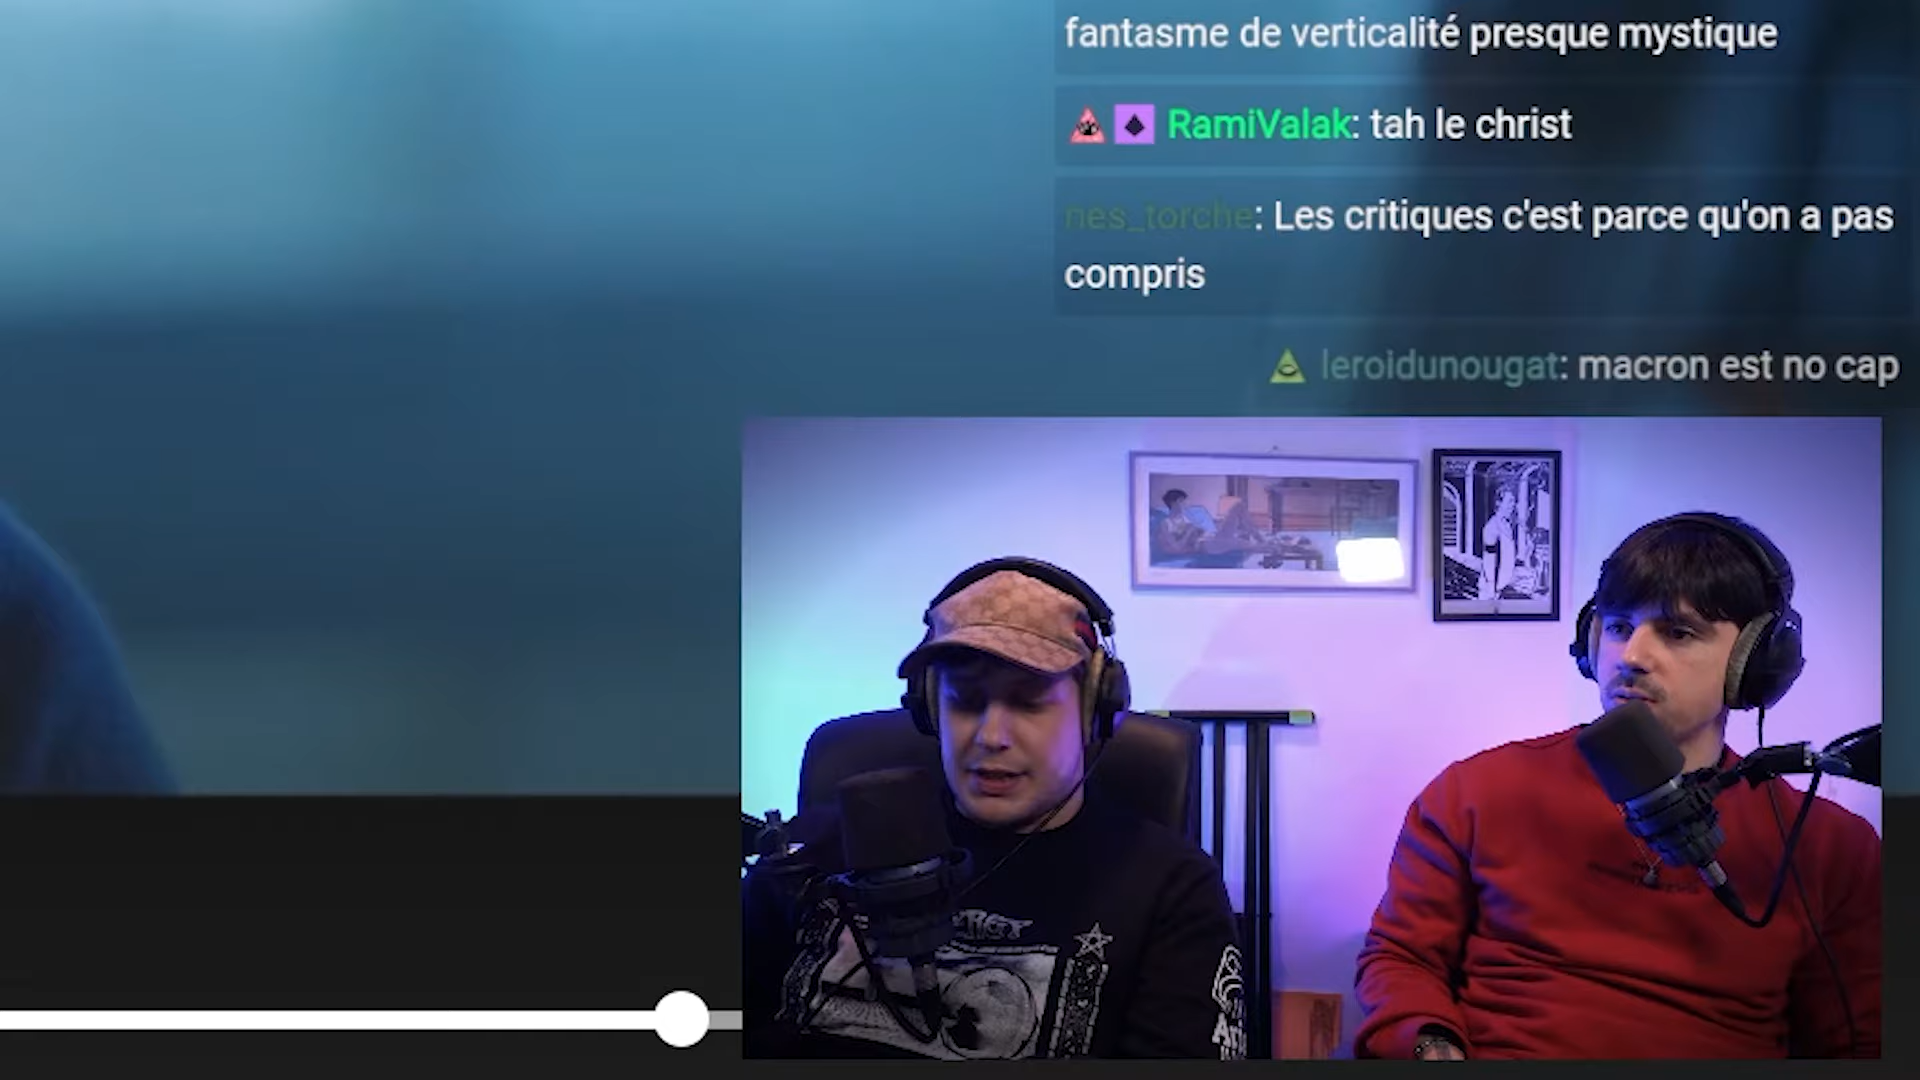 fantasme de verticalité presque mystique
RamiValak: tah le christ
nes_torche: Les critiques c'est parce qu'on a pas
compris
leroidunougat: macron est no cap